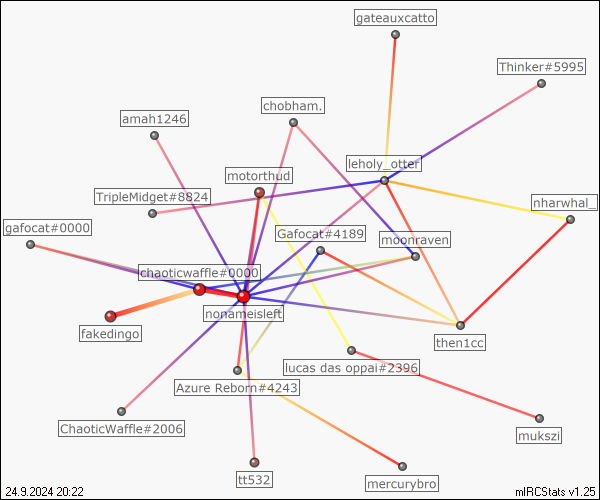 gateauxcatto
Thinker#5995
chobham.
amah1246
leholy_otter
motorthud
TripleMidget#8824
nharwhal_
gafocat#0000
Gafocat#4189
moonraven
chaoticwaffle#0000
nonameisleft
fakedingo
then1cc
lucas das oppai#2396
Azure Reborn#4243
ChaoticWaffle#2006
mukszi
tt532
mercurybro
24.9.2024 20:22
mIRCStats v1.25